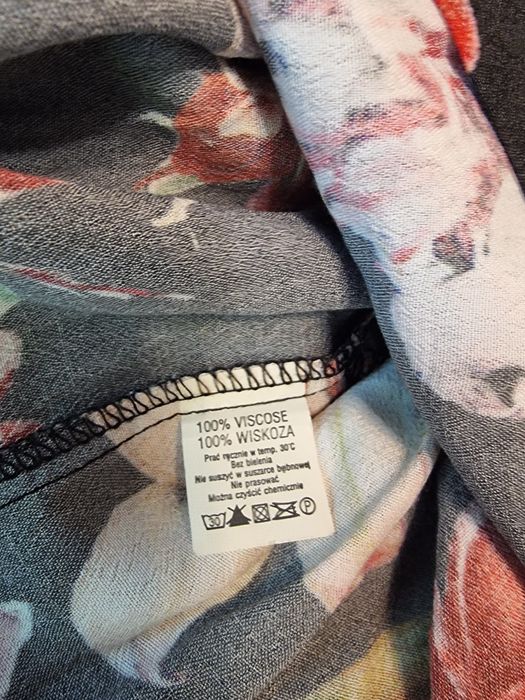 100% VISCOSE
100% WISKOZA
Prać ręcznie w temp. 30°C
Bez bielenia
Nie suszyć w suszarce bębnowej
Nie prasować
Można czyścić chemicznie
30 P